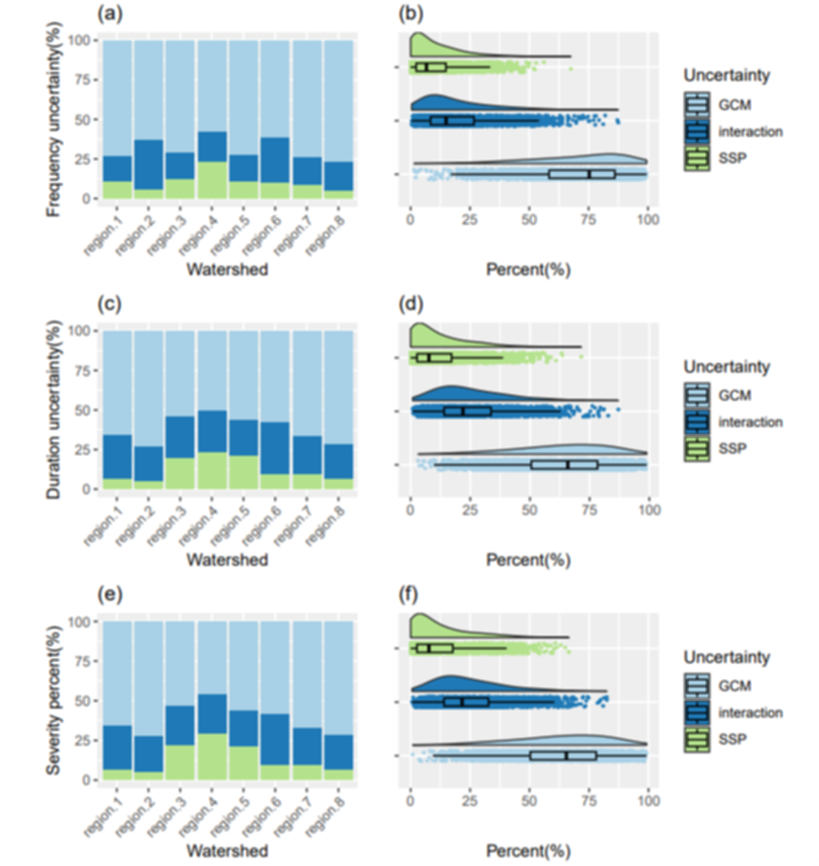 (a)
Frequency uncertainty(%)
100
75
50
25
0
region.1 region.2 region.3 region.4 region.5 region.6 region.7 region.8
Watershed
(b)
0 25 50 75 100
Percent(%)
Uncertainty
GCM
interaction
SSP
(c)
Duration uncertainty(%)
100
75
50
25
0
region.1 region.2 region.3 region.4 region.5 region.6 region.7 region.8
Watershed
(d)
0 25 50 75 100
Percent(%)
Uncertainty
GCM
interaction
SSP
(e)
Severity percent(%)
100
75
50
25
0
region.1 region.2 region.3 region.4 region.5 region.6 region.7 region.8
Watershed
(f)
0 25 50 75 100
Percent(%)
Uncertainty
GCM
interaction
SSP